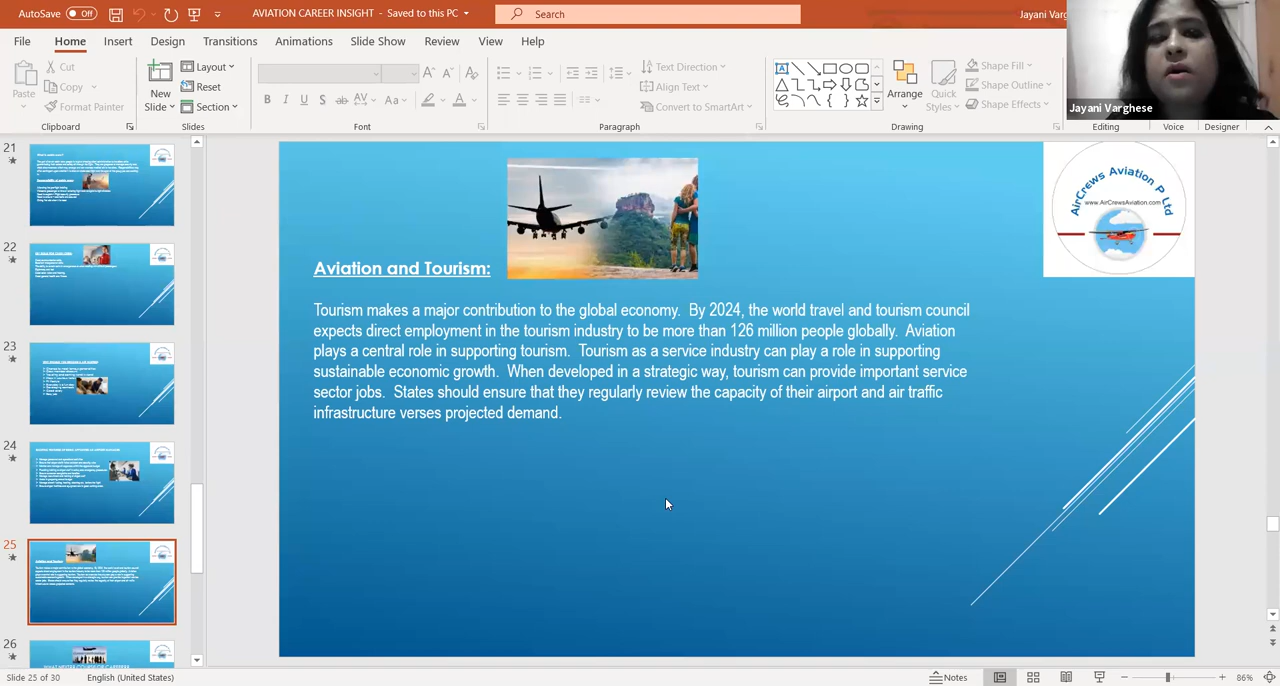 AutoSave
Off
AVIATION CAREER INSIGHT - Saved to this PC
Search
Jayani Varg
File
Home
Insert
Design
Transitions
Animations
Slide Show
Review
View
Help
Paste
Cut
Copy
Format Painter
Clipboard
New
Slide
Layout
Reset
Section
Slides
Font
Text Direction
Align Text
Convert to SmartArt
Paragraph
Arrange
Quick
Styles
Shape Fill
Shape Outline
Shape Effects
Drawing
Editing
Voice
Designer
Jayani Varghese
21
22
23
24
25
26
AirCrews Aviation P Ltd
www.AirCrewsAviation.com
Aviation and Tourism:
Tourism makes a major contribution to the global economy. By 2024, the world travel and tourism council
expects direct employment in the tourism industry to be more than 126 million people globally. Aviation
plays a central role in supporting tourism. Tourism as a service industry can play a role in supporting
sustainable economic growth. When developed in a strategic way, tourism can provide important service
sector jobs. States should ensure that they regularly review the capacity of their airport and air traffic
infrastructure verses projected demand.
Slide 25 of 30
English (United States)
Notes
86%